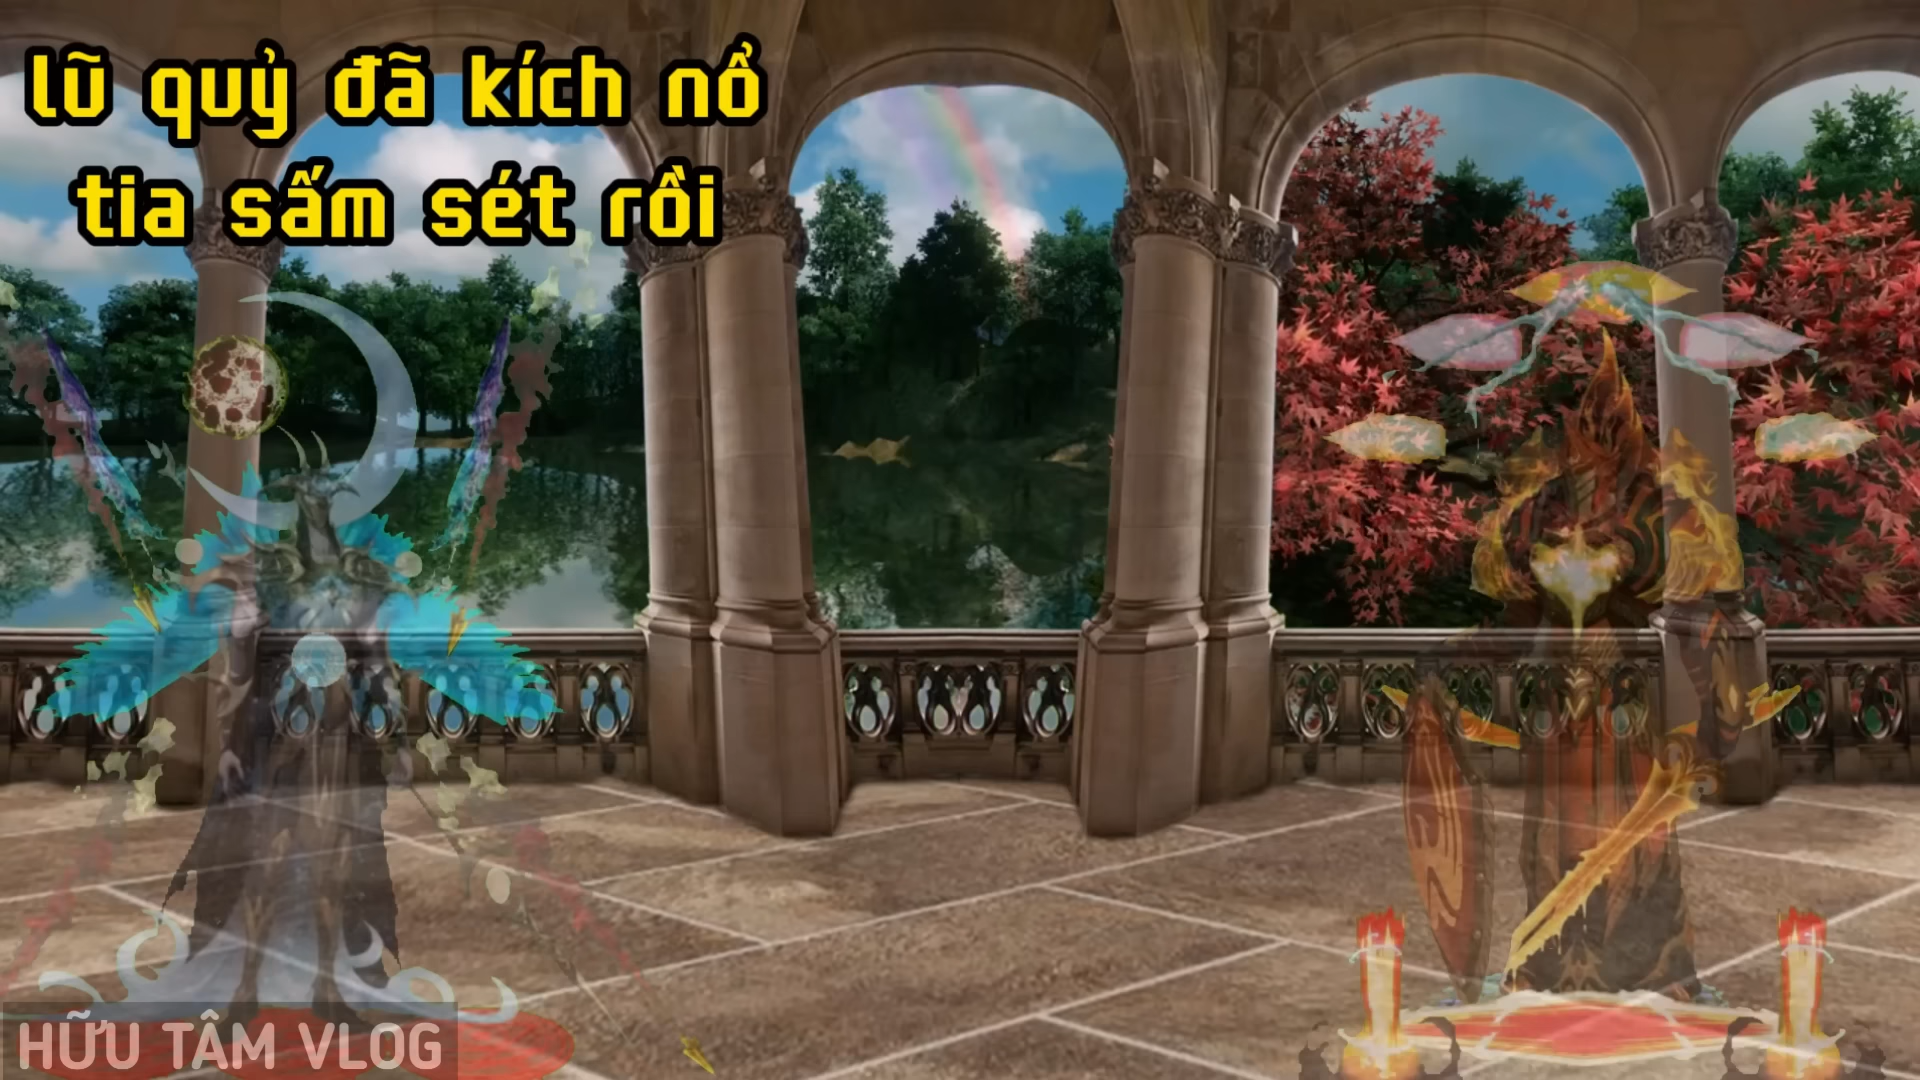 lũ quỷ đã kích nổ
tia sấm sét rồi
HỮU TÂM VLOG